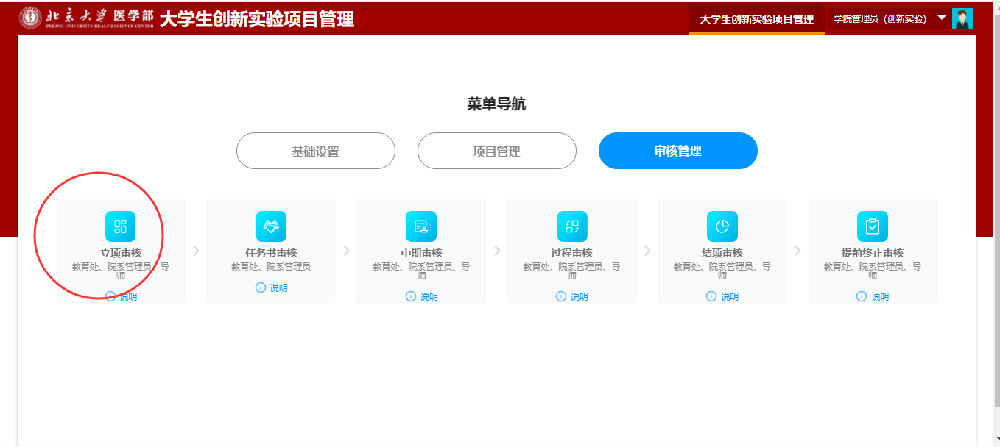 北京大学 医学部
PEKING UNIVERSITY HEALTH SCIENCE CENTER
大学生创新实验项目管理
大学生创新实验项目管理
学院管理员（创新实验）
菜单导航
基础设置
项目管理
审核管理
立项审核
教育处、院系管理员、导
师
说明
任务书审核
教育处、院系管理员
说明
中期审核
教育处、院系管理员、导
师
说明
过程审核
教育处、院系管理员、导
师
说明
结项审核
教育处、院系管理员、导
师
说明
提前终止审核
教育处、院系管理员、导
师
说明